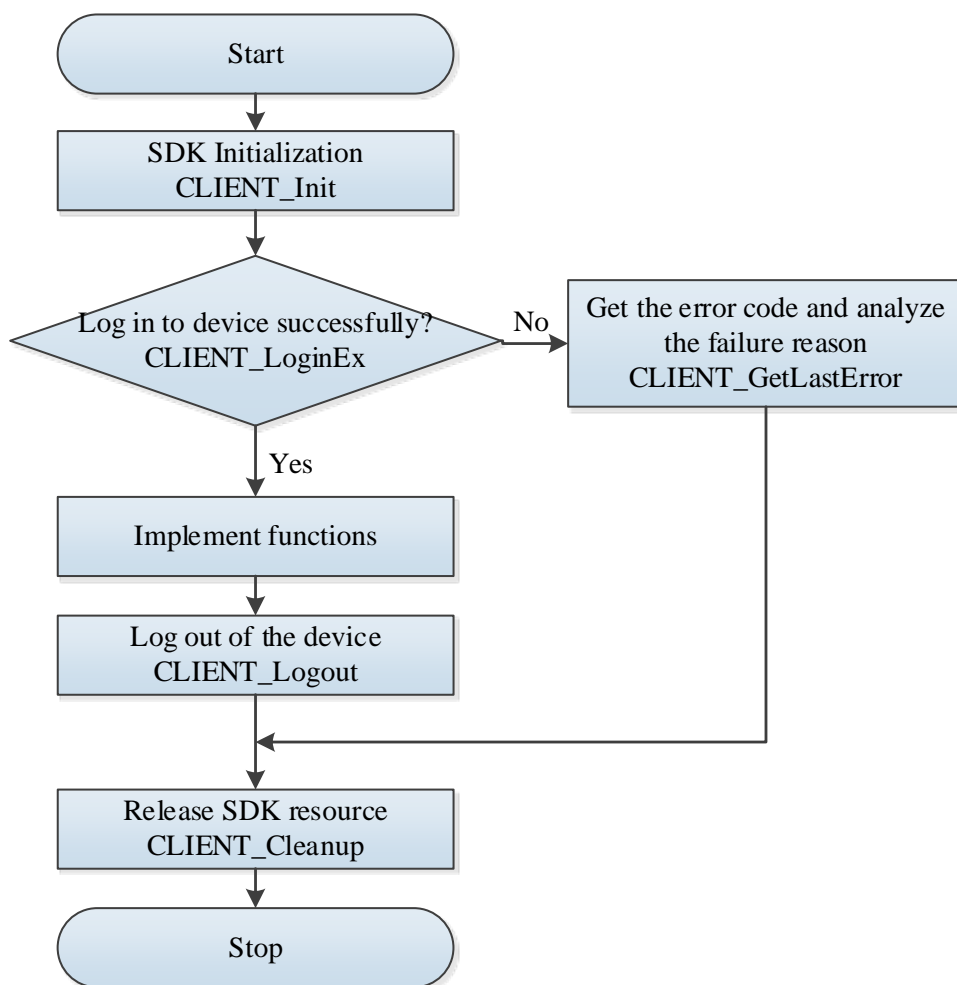 Start
SDK Initialization
CLIENT_Init
Log in to device successfully?
CLIENT_LoginEx
No
Get the error code and analyze
the failure reason
CLIENT_GetLastError
Yes
Implement functions
Log out of the device
CLIENT_Logout
Release SDK resource
CLIENT_Cleanup
Stop